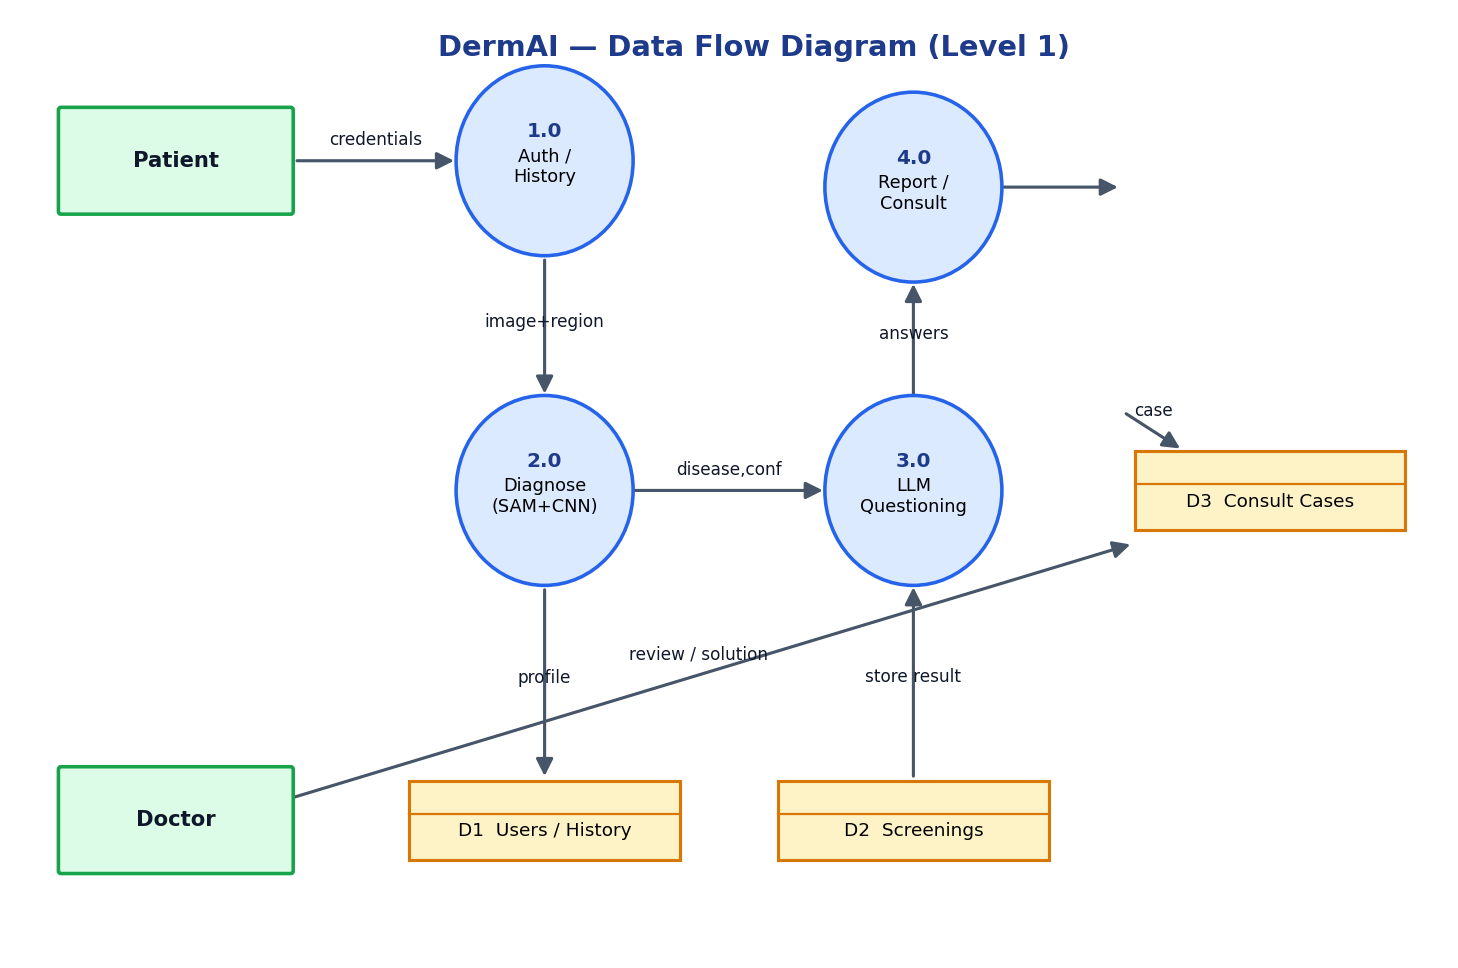 DermAI — Data Flow Diagram (Level 1)
Patient
credentials
1.0
Auth /
History
4.0
Report /
Consult
image+region
answers
case
2.0
Diagnose
(SAM+CNN)
disease,conf
3.0
LLM
Questioning
D3 Consult Cases
review / solution
profile
store result
Doctor
D1 Users / History
D2 Screenings